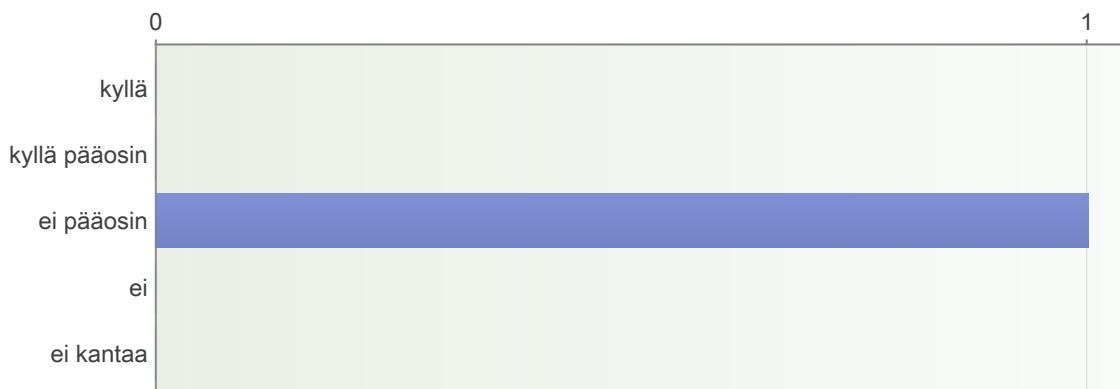 0 1
kyllä
kyllä pääosin
ei pääosin
ei
ei kantaa